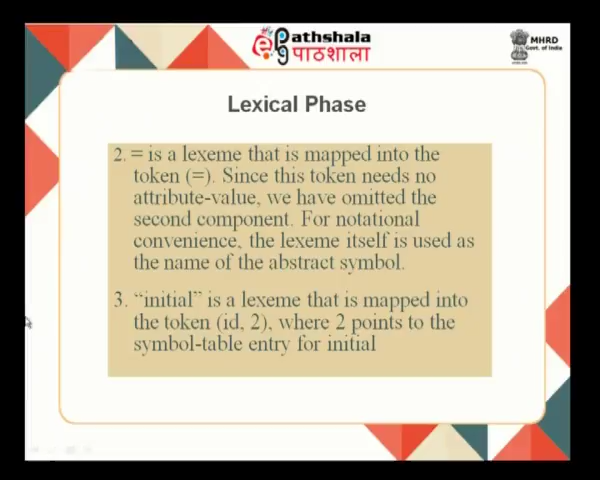 epathshala
पाठशाला
MHRD
Govt. of India
Lexical Phase
2. = is a lexeme that is mapped into the
token (=). Since this token needs no
attribute-value, we have omitted the
second component. For notational
convenience, the lexeme itself is used as
the name of the abstract symbol.
3. “initial” is a lexeme that is mapped into
the token (id, 2), where 2 points to the
symbol-table entry for initial